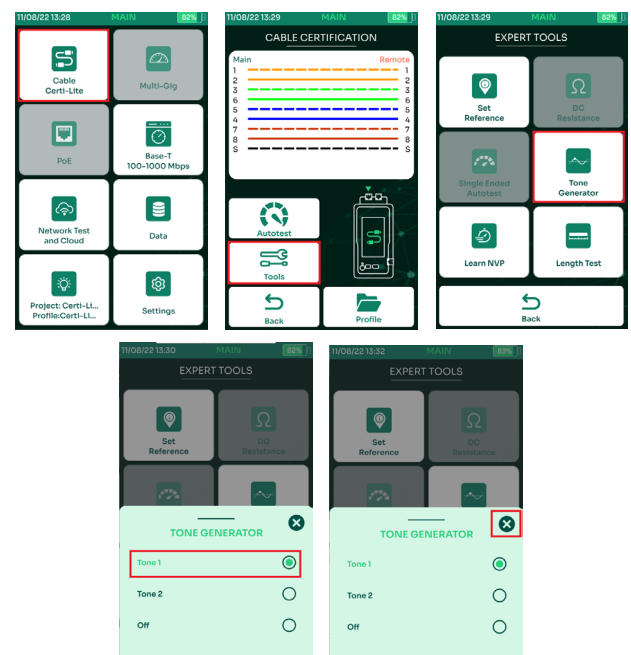 11/08/22 13:28 MAIN 82%
Cable
Certi-Lite
Multi-Gig
PoE
Base-T
100-1000 Mbps
Network Test
and Cloud
Data
Project: Certi-Li...
Profile:Certi-Li...
Settings
11/08/22 13:29 MAIN 82%
CABLE CERTIFICATION
Main Remote
1 1
2 2
3 3
6 6
5 5
4 4
7 7
8 8
S S
Autotest
Tools
Back
Profile
11/08/22 13:29 MAIN 82%
EXPERT TOOLS
Set
Reference
DC
Resistance
Single Ended
Autotest
Tone
Generator
Learn NVP
Length Test
Back
11/08/22 13:30 MAIN 82%
EXPERT TOOLS
Set
Reference
DC
Resistance
TONE GENERATOR
Tone 1
Tone 2
Off
11/08/22 13:32 MAIN 83%
EXPERT TOOLS
Set
Reference
DC
Resistance
TONE GENERATOR
Tone 1
Tone 2
Off